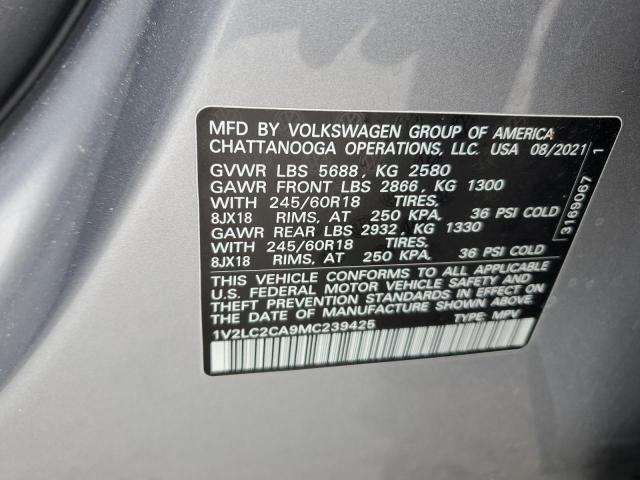 MFD BY VOLKSWAGEN GROUP OF AMERICA
CHATTANOOGA OPERATIONS, LLC. USA 08/2021
GVWR LBS 5688, KG 2580
GAWR FRONT LBS 2866, KG 1300
WITH 245/60R18 TIRES,
8JX18 RIMS, AT 250 KPA, 36 PSI COLD
GAWR REAR LBS 2932, KG 1330
WITH 245/60R18 TIRES,
8JX18 RIMS, AT 250 KPA, 36 PSI COLD
THIS VEHICLE CONFORMS TO ALL APPLICABLE
U.S. FEDERAL MOTOR VEHICLE SAFETY AND
THEFT PREVENTION STANDARDS IN EFFECT ON
THE DATE OF MANUFACTURE SHOWN ABOVE.
1V2LC2CA9MC239425 TYPE: MPV
3169067 1